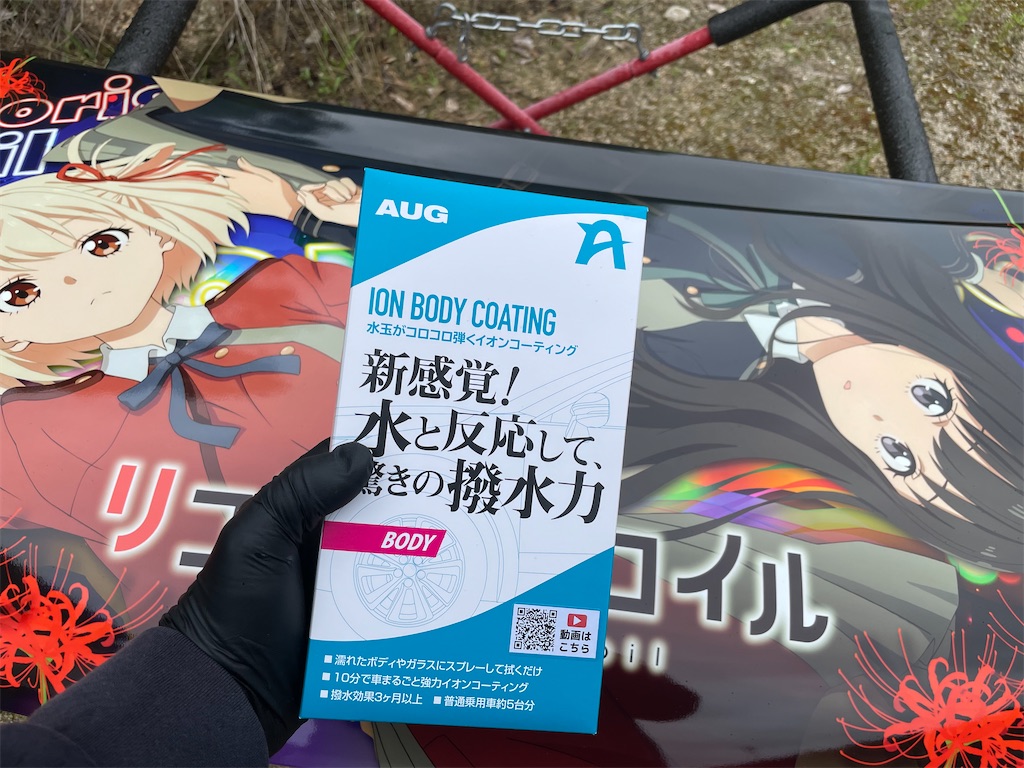 oris
il
AUG
ION BODY COATING
水玉がコロコロ弾くイオンコーティング
新感覚!
水と反応して、
驚きの撥水力
BODY
動画は
こちら
■ 濡れたボディやガラスにスプレーして拭くだけ
■ 10分で車まるごと強力イオンコーティング
■ 撥水効果3ヶ月以上 ■ 普通乗用車約5台分
リコ コイル
oil